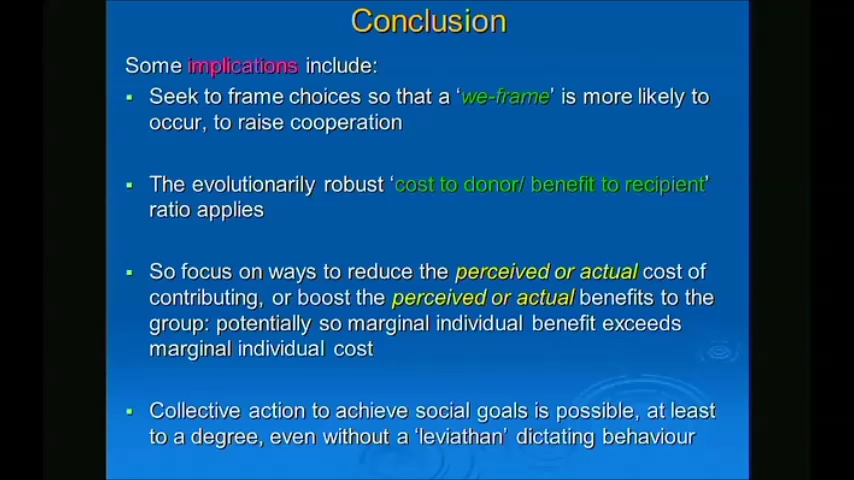 Conclusion
Some implications include:
▪ Seek to frame choices so that a ‘we-frame’ is more likely to
occur, to raise cooperation
▪ The evolutionarily robust ‘cost to donor/ benefit to recipient’
ratio applies
▪ So focus on ways to reduce the perceived or actual cost of
contributing, or boost the perceived or actual benefits to the
group: potentially so marginal individual benefit exceeds
marginal individual cost
▪ Collective action to achieve social goals is possible, at least
to a degree, even without a ‘leviathan’ dictating behaviour